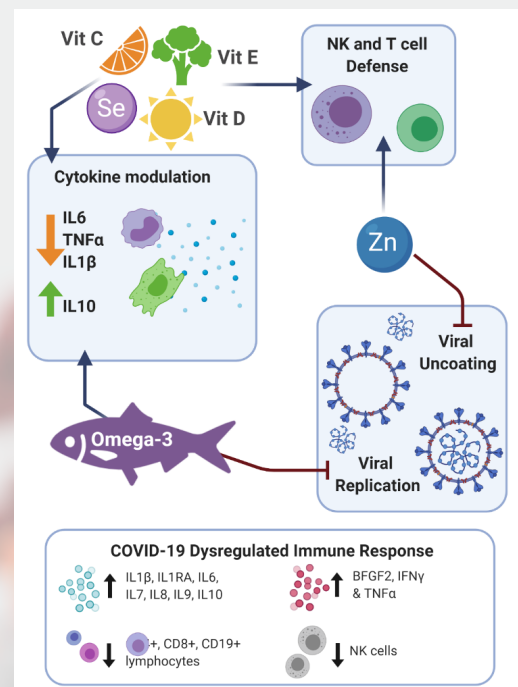 Vit C
Vit E
Se
Vit D
NK and T cell
Defense
Cytokine modulation
IL6
TNFα
IL1β
IL10
Zn
Viral
Uncoating
Omega-3
Viral
Replication
COVID-19 Dysregulated Immune Response
IL1β, IL1RA, IL6,
IL7, IL8, IL9, IL10
BFGF2, IFNγ
& TNFα
+, CD8+, CD19+
lymphocytes
NK cells